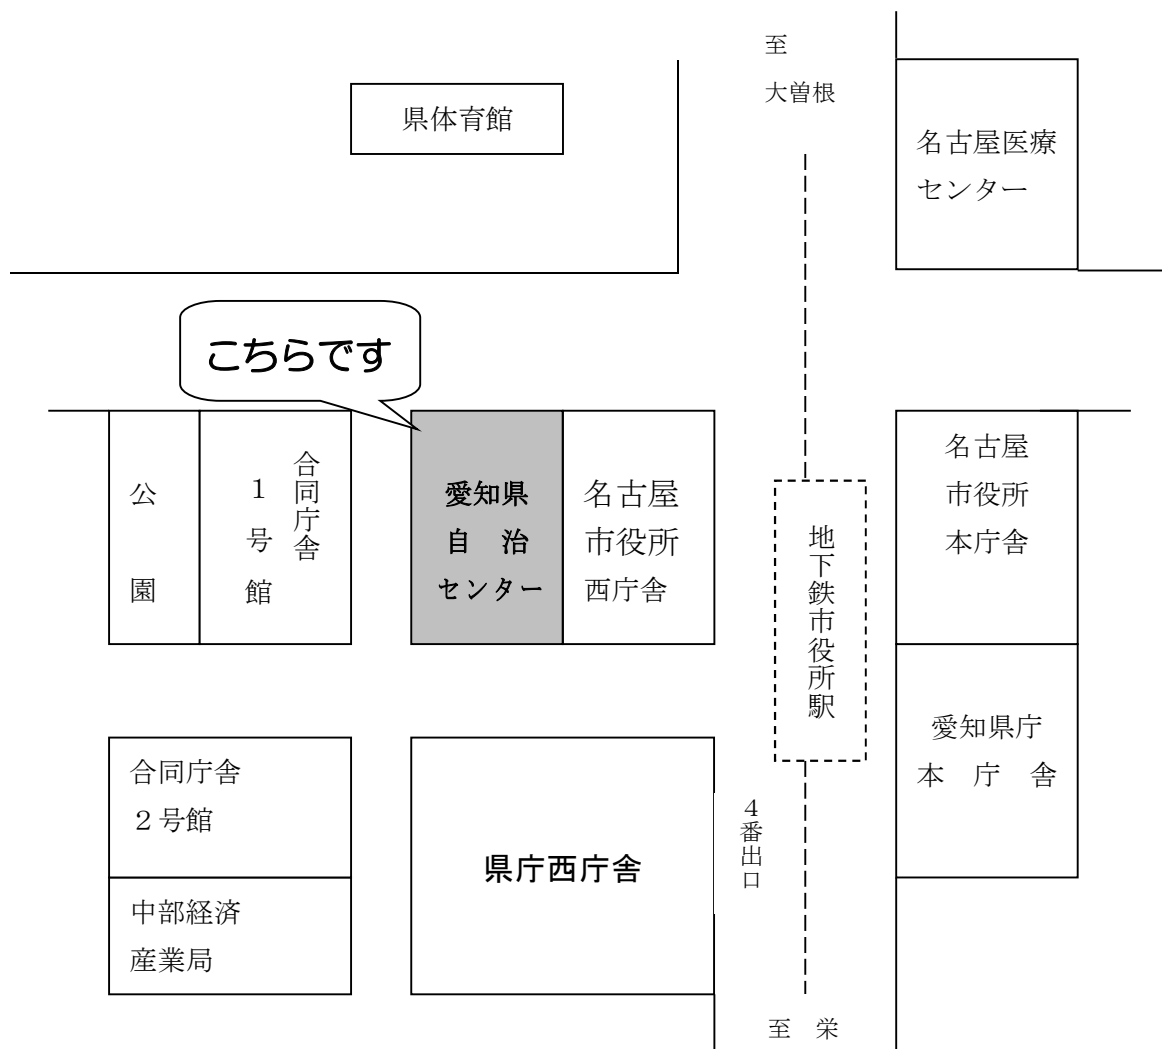 至
大曽根
県体育館
名古屋医療
センター
こちらです
公
園
合同庁舎
１号館
愛知県
自　治
センター
名古屋
市役所
西庁舎
地下鉄市役所駅
名古屋
市役所
本庁舎
愛知県庁
本　庁　舎
合同庁舎
２号館
中部経済
産業局
県庁西庁舎
４番出口
至　栄